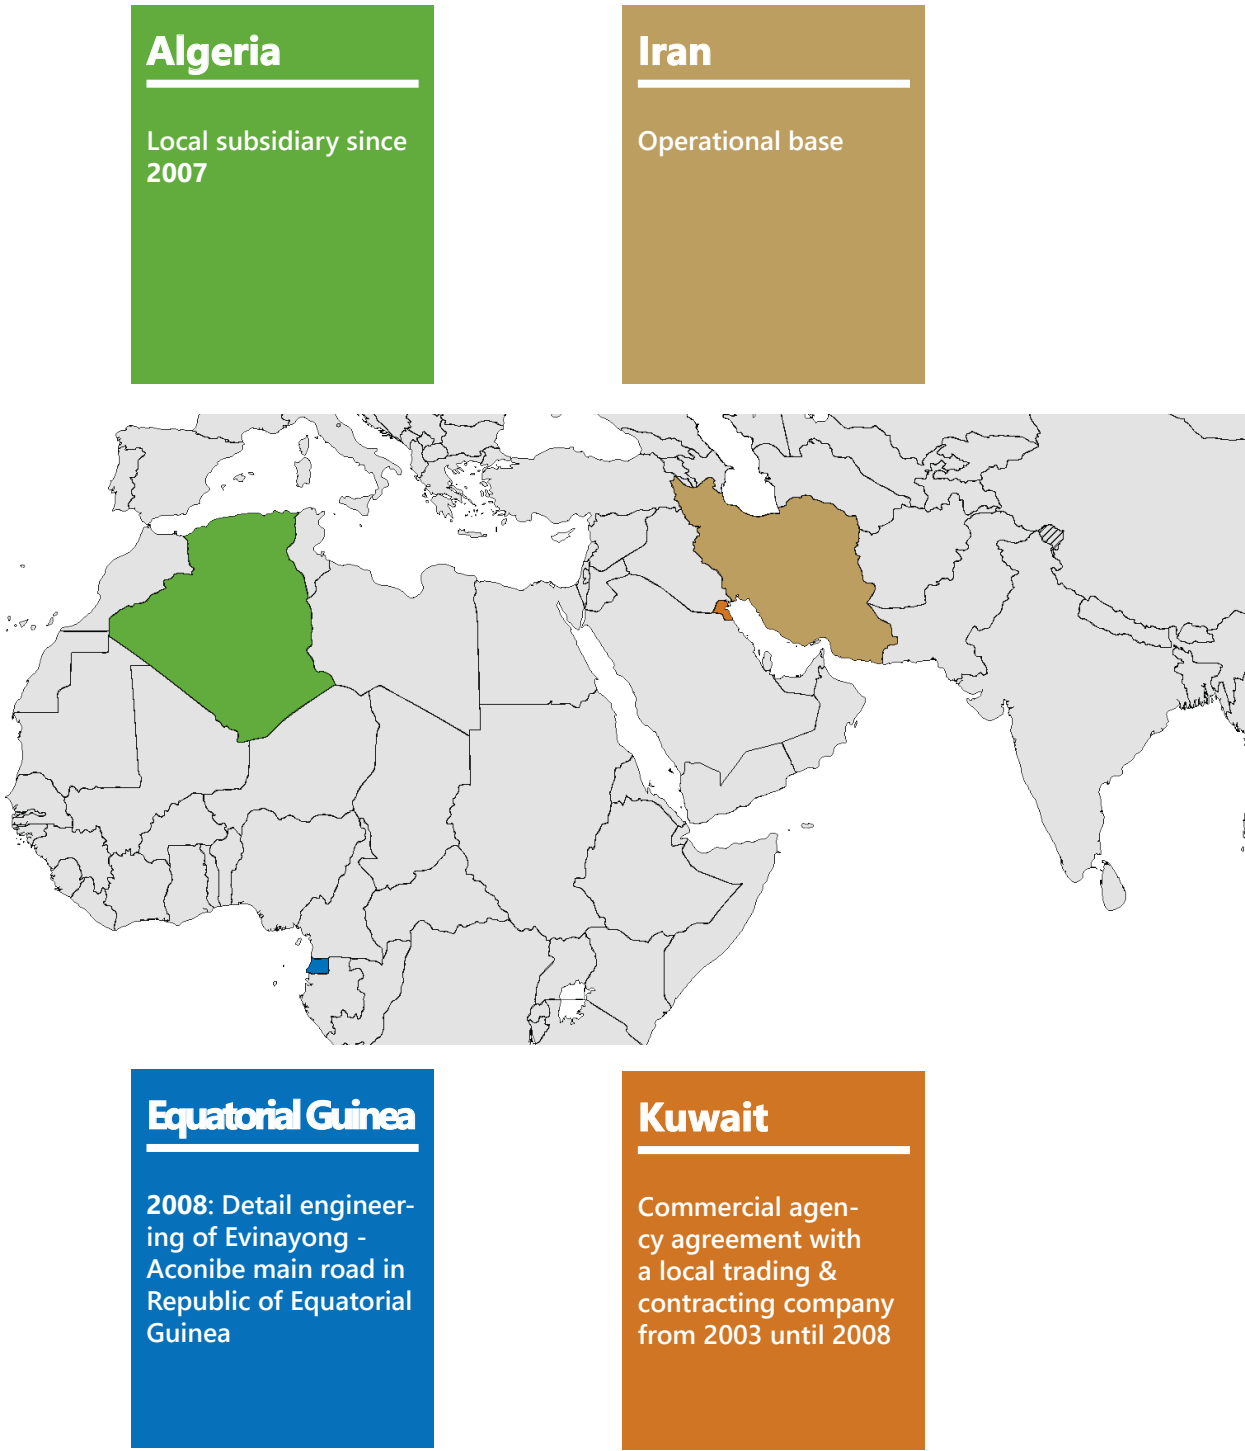 Algeria
Local subsidiary since
2007
Iran
Operational base
Equatorial Guinea
2008: Detail engineer-
ing of Evinayong -
Aconibe main road in
Republic of Equatorial
Guinea
Kuwait
Commercial agen-
cy agreement with
a local trading &
contracting company
from 2003 until 2008